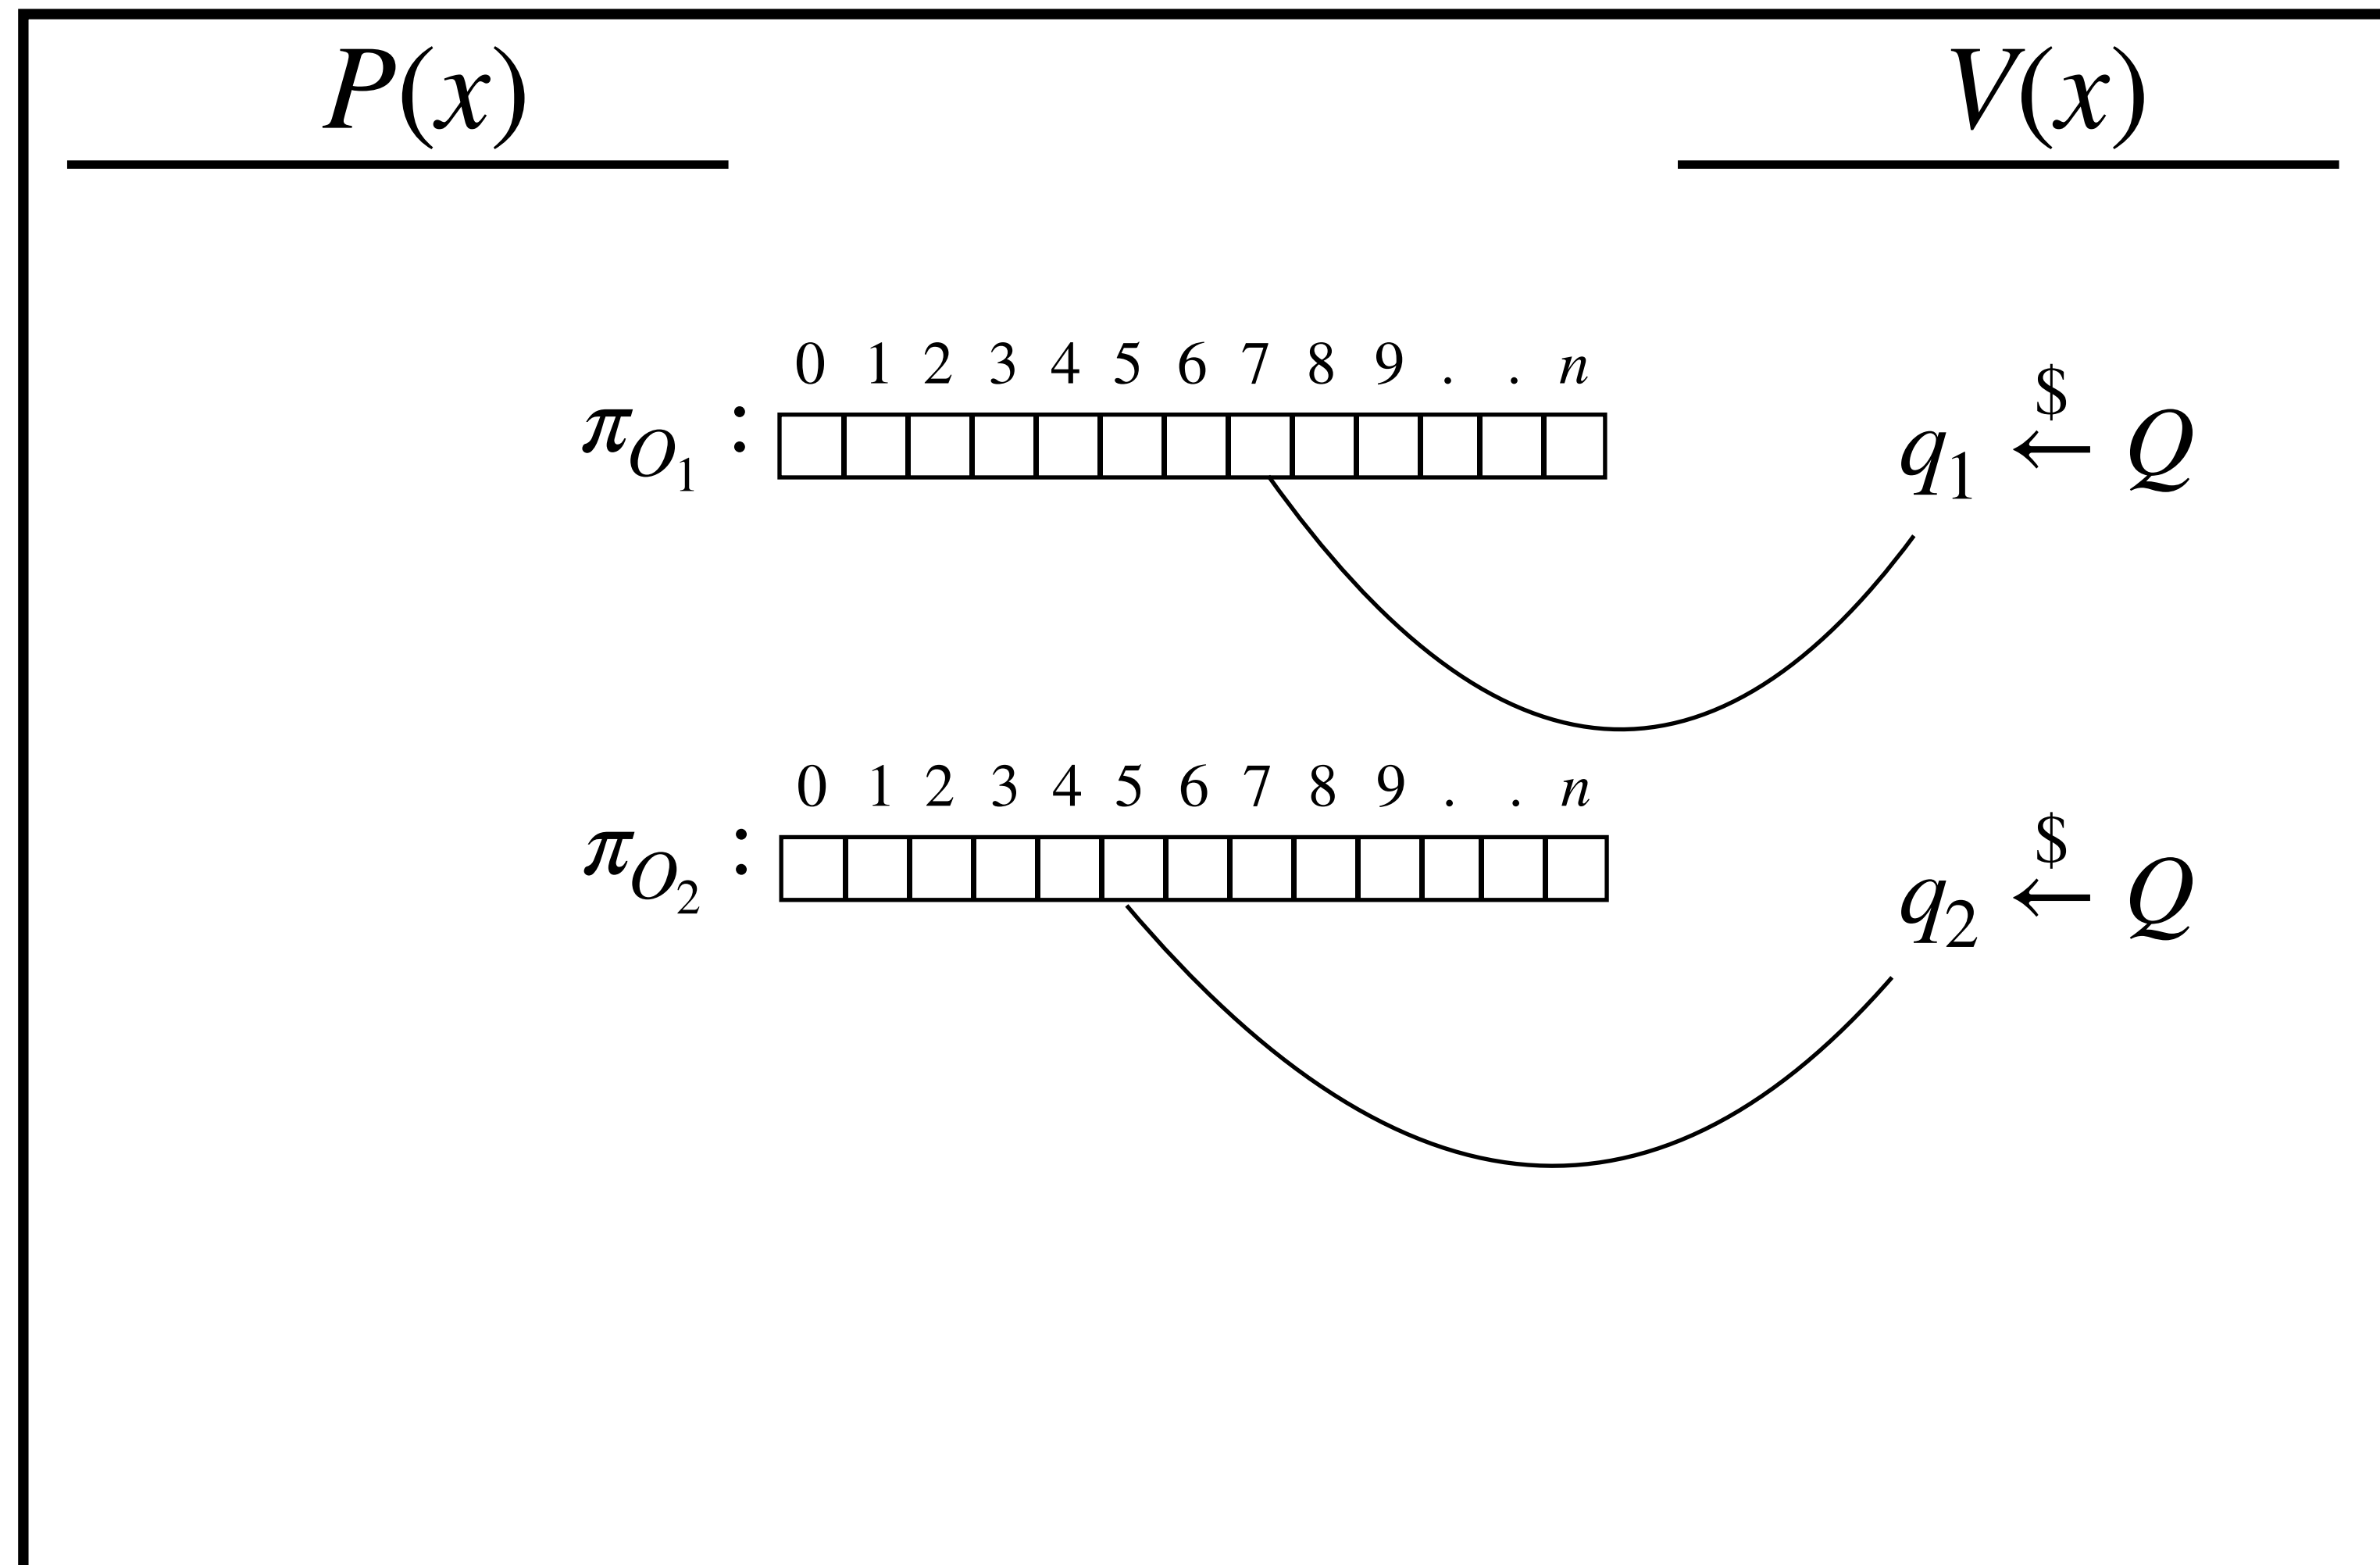 P(x) V(x)
0 1 2 3 4 5 6 7 8 9 . . n
π_{O_1} : q_1 $← Q
0 1 2 3 4 5 6 7 8 9 . . n
π_{O_2} : q_2 $← Q